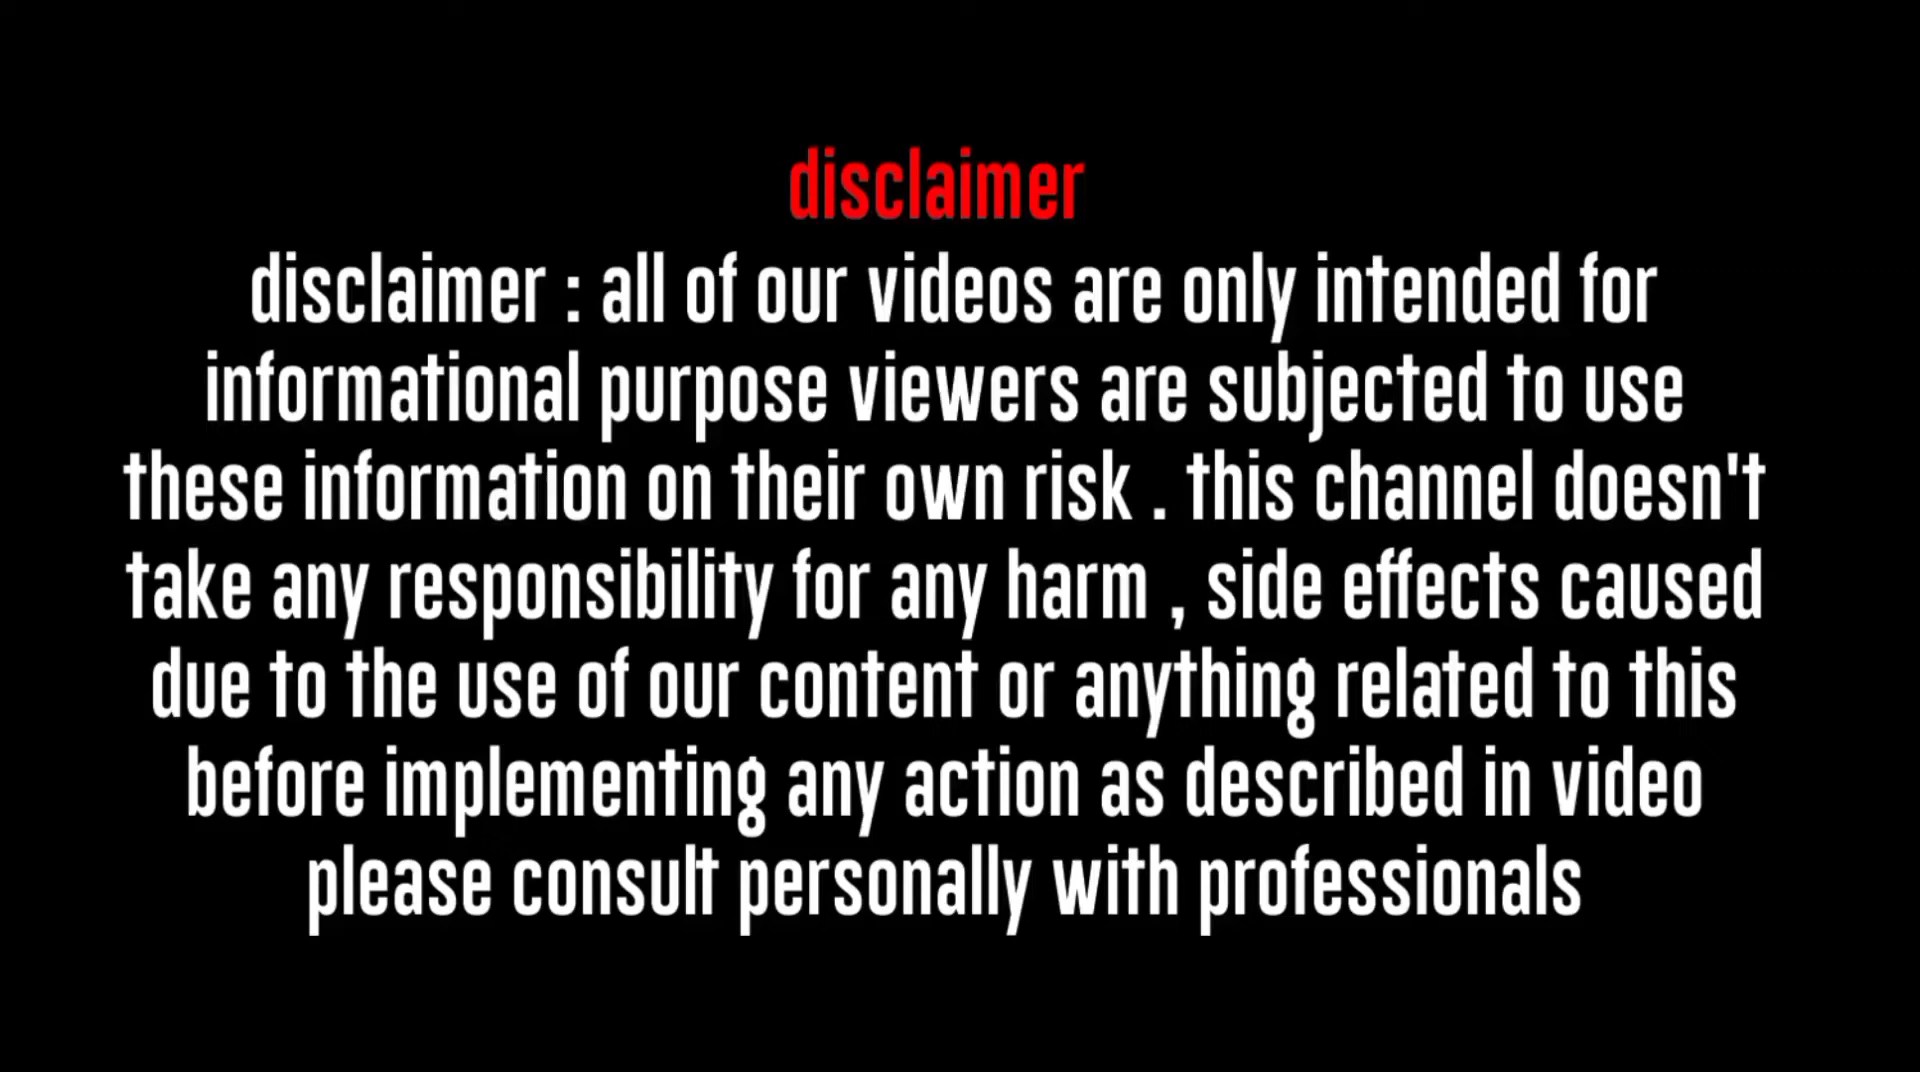 disclaimer
disclaimer : all of our videos are only intended for
informational purpose viewers are subjected to use
these information on their own risk . this channel doesn't
take any responsibility for any harm , side effects caused
due to the use of our content or anything related to this
before implementing any action as described in video
please consult personally with professionals